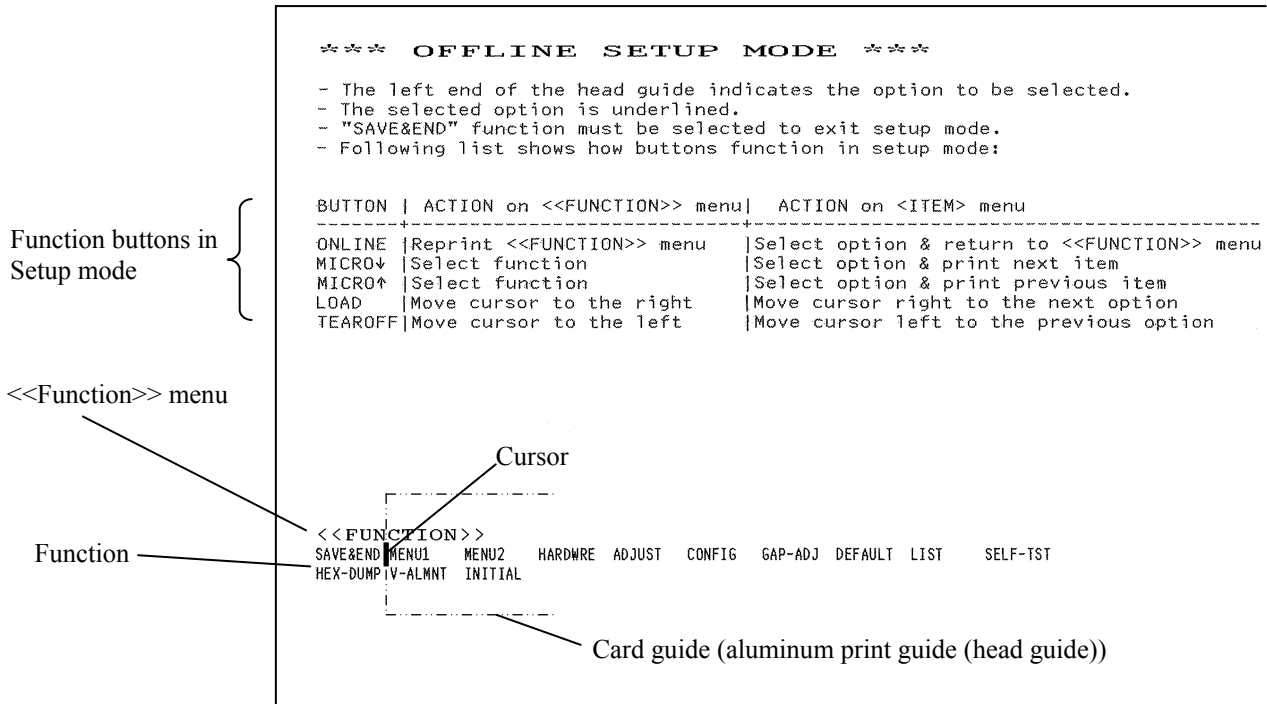 *** OFFLINE SETUP MODE ***
- The left end of the head guide indicates the option to be selected.
- The selected option is underlined.
- "SAVE&END" function must be selected to exit setup mode.
- Following list shows how buttons function in setup mode:
Function buttons in
Setup mode
BUTTON | ACTION on <<FUNCTION>> menu| ACTION on <ITEM> menu
-------+-----------------------------+-------------------------------------------
ONLINE |Reprint <<FUNCTION>> menu |Select option & return to <<FUNCTION>> menu
MICRO↓ |Select function |Select option & print next item
MICRO↑ |Select function |Select option & print previous item
LOAD |Move cursor to the right |Move cursor right to the next option
TEAROFF|Move cursor to the left |Move cursor left to the previous option
<<Function>> menu
Cursor
<<FUNCTION>>
Function
SAVE&END MENU1 MENU2 HARDWRE ADJUST CONFIG GAP-ADJ DEFAULT LIST SELF-TST
HEX-DUMP V-ALMNT INITIAL
Card guide (aluminum print guide (head guide))